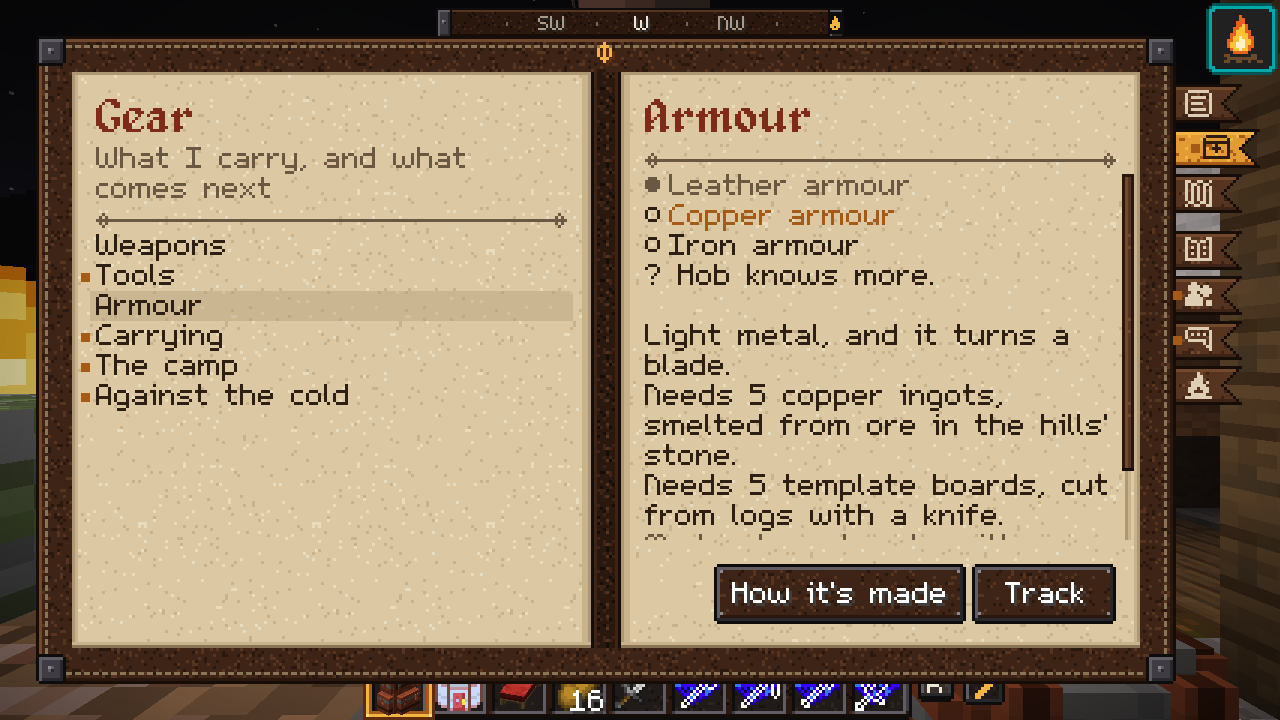 SW W NW
Gear
What I carry, and what
comes next
Weapons
Tools
Armour
Carrying
The camp
Against the cold
Armour
Leather armour
Copper armour
Iron armour
? Hob knows more.
Light metal, and it turns a
blade.
Needs 5 copper ingots,
smelted from ore in the hills'
stone.
Needs 5 template boards, cut
from logs with a knife.
How it's made
Track
16